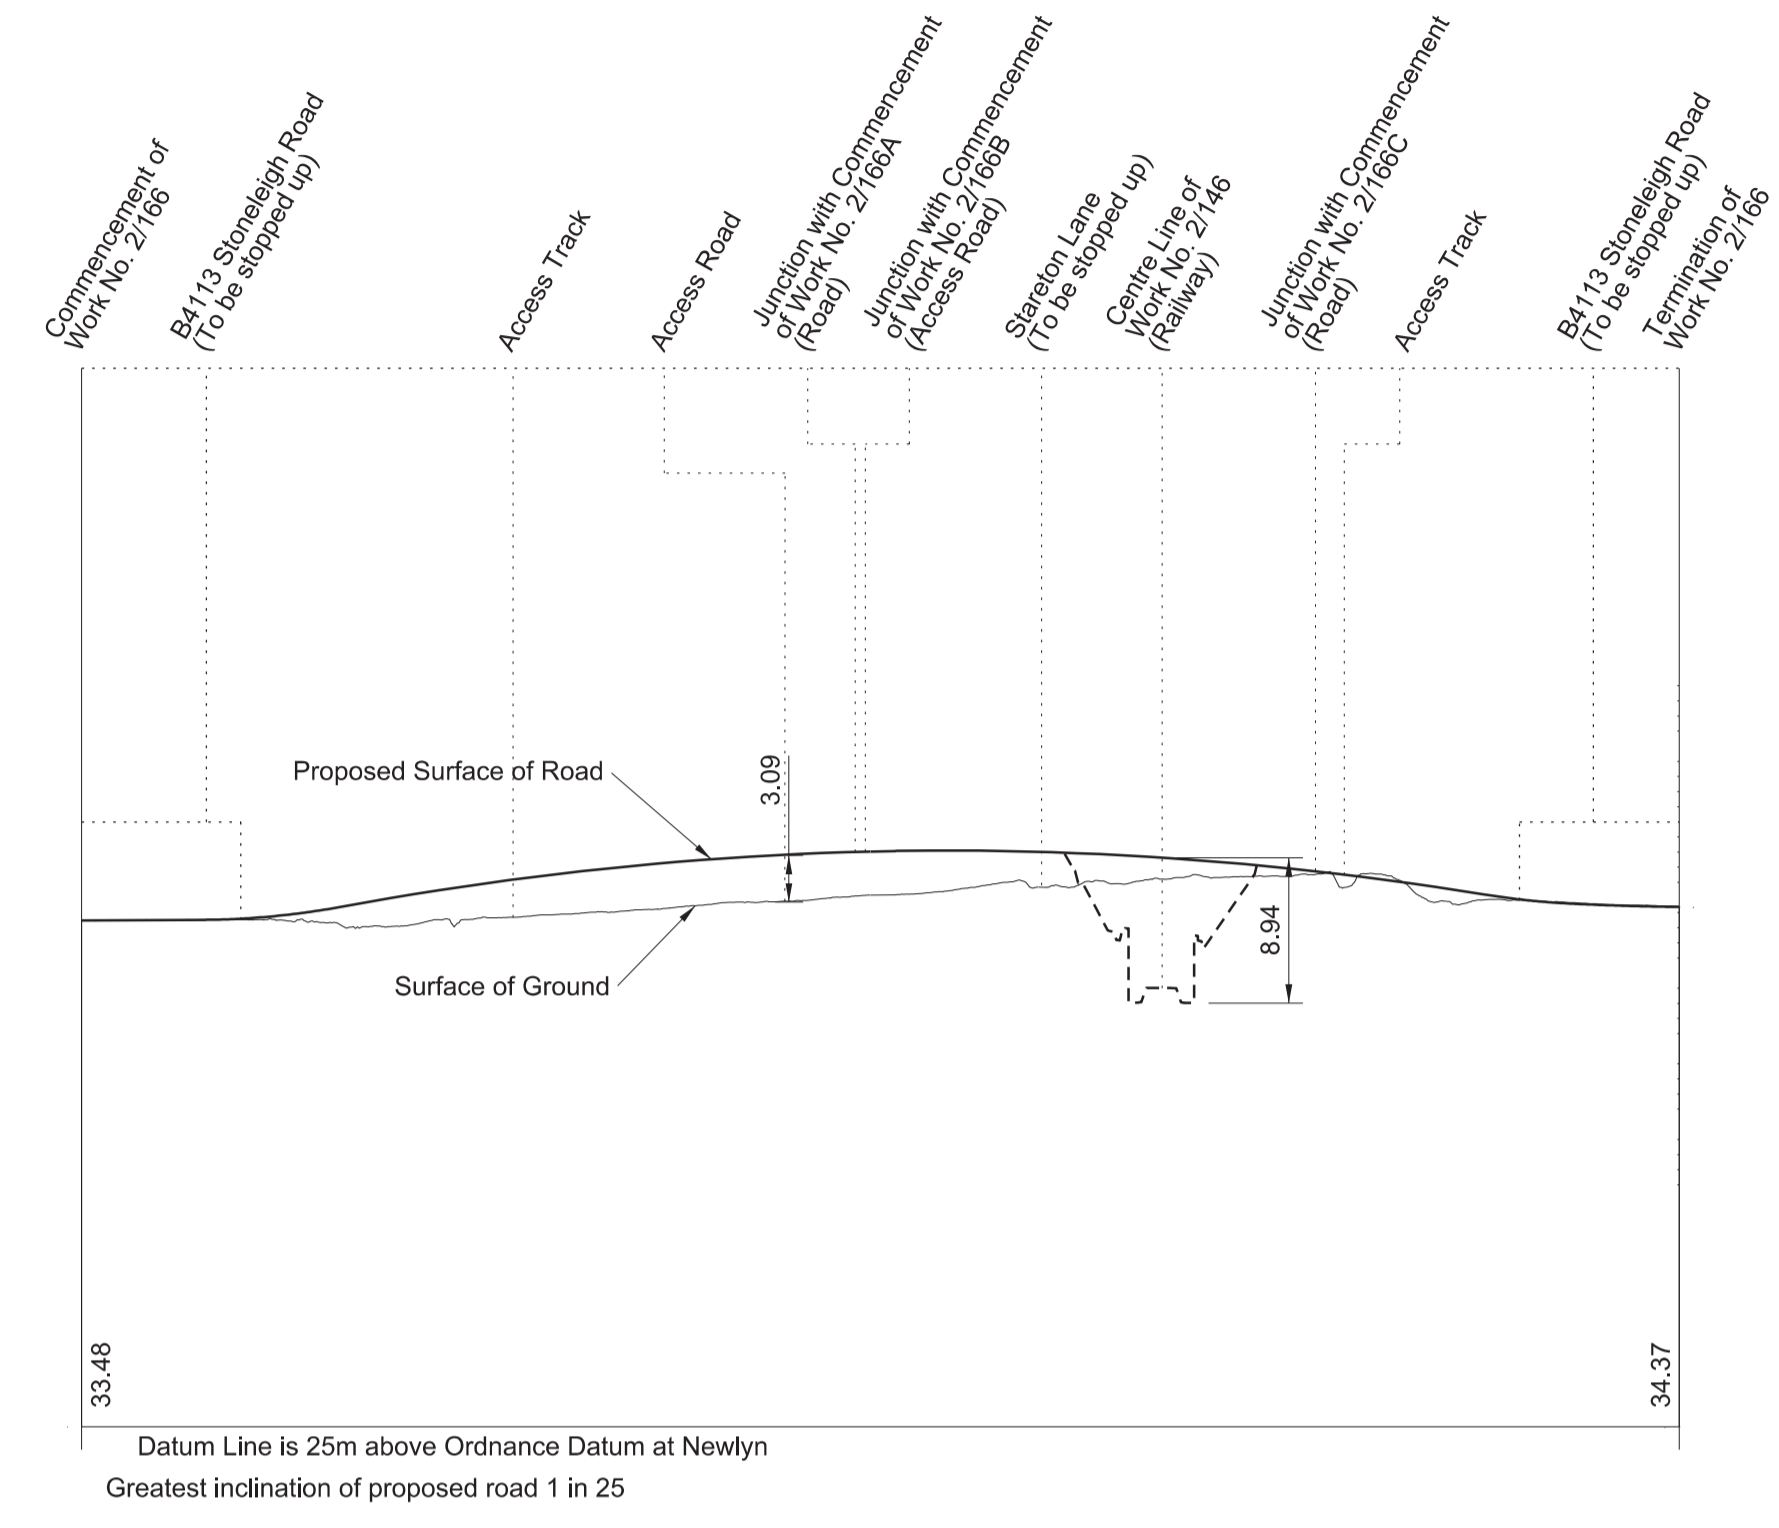 Commencement of
Work No. 2/166
B4113 Stoneleigh Road
(To be stopped up)
Access Track
Access Road
Junction with Commencement
of Work No. 2/166A
(Road)
Junction with Commencement
of Work No. 2/166B
(Access Road)
Stareton Lane
(To be stopped up)
Centre Line of
Work No. 2/146
(Railway)
Junction with Commencement
of Work No.2/166C
(Road)
Access Track
B4113 Stoneleigh Road
(To be stopped up)
Termination of
Work No. 2/166
Proposed Surface of Road
3.09
Surface of Ground
8.94
33.48
34.37
Datum Line is 25m above Ordnance Datum at Newlyn
Greatest inclination of proposed road 1 in 25